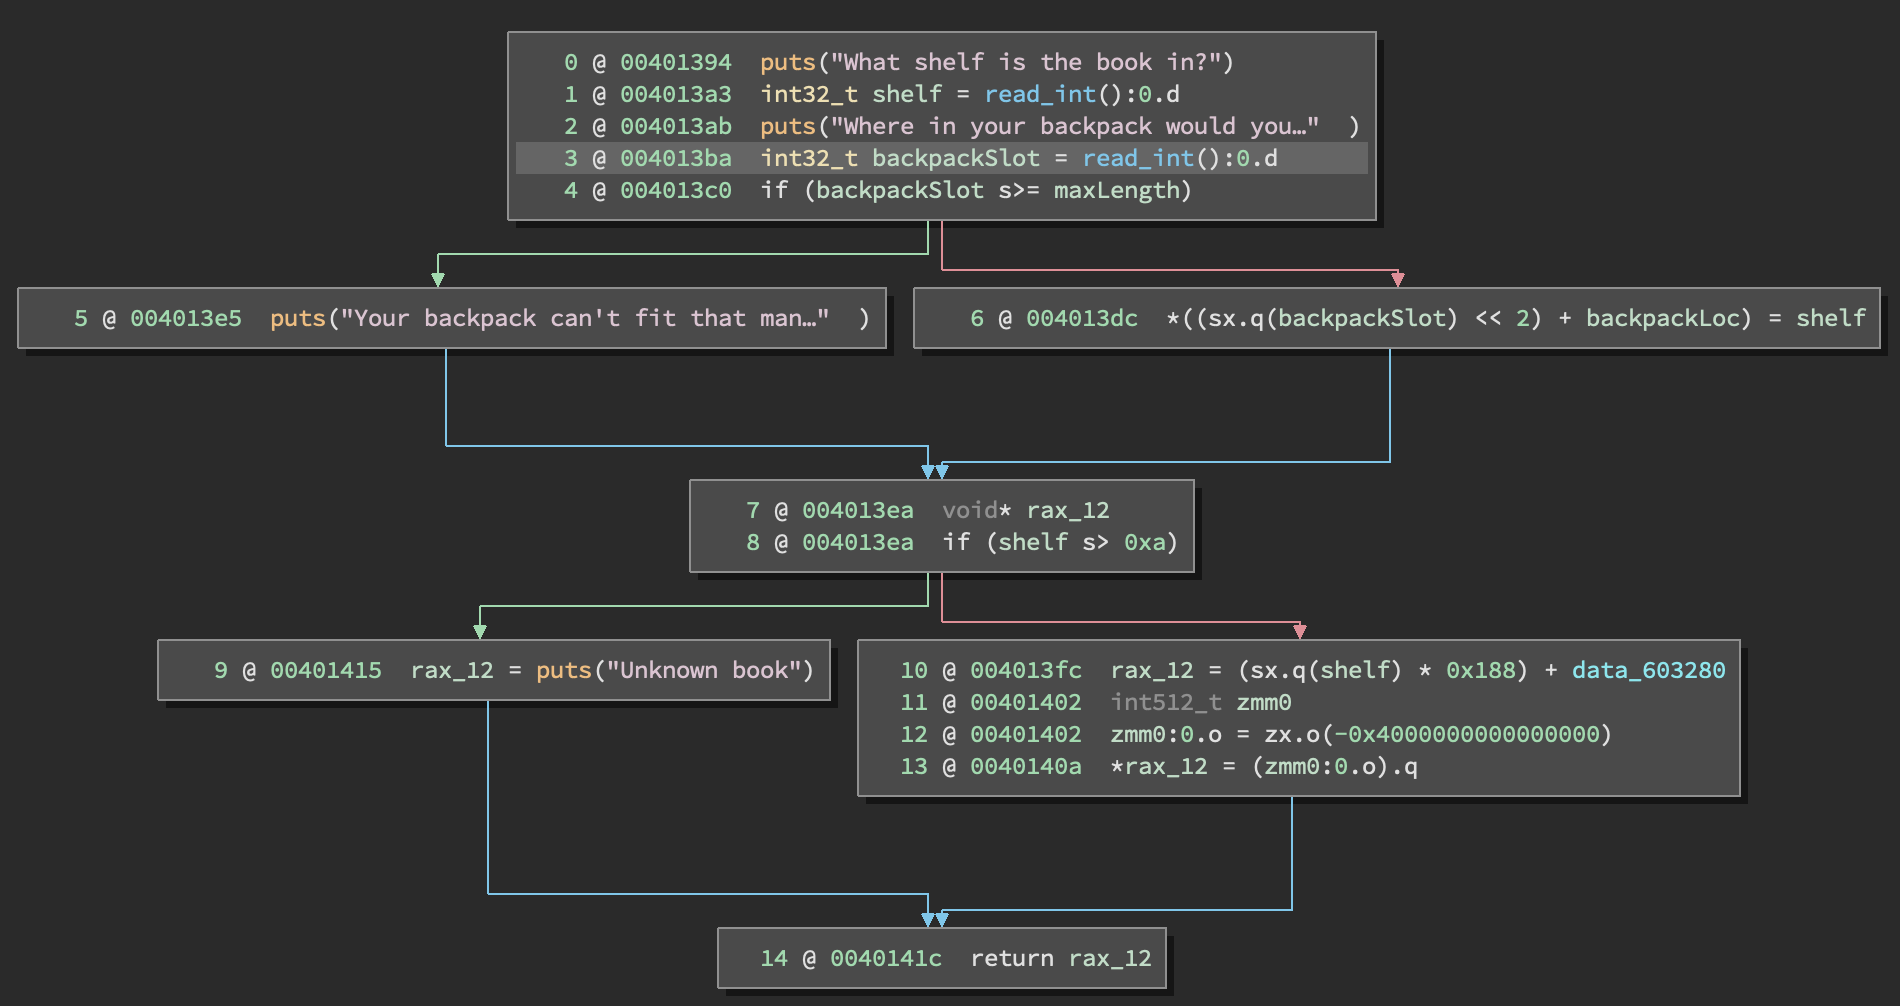 0 @ 00401394 puts("What shelf is the book in?")
1 @ 004013a3 int32_t shelf = read_int():0.d
2 @ 004013ab puts("Where in your backpack would you…" )
3 @ 004013ba int32_t backpackSlot = read_int():0.d
4 @ 004013c0 if (backpackSlot s>= maxLength)
5 @ 004013e5 puts("Your backpack can't fit that man…" )
6 @ 004013dc *((sx.q(backpackSlot) << 2) + backpackLoc) = shelf
7 @ 004013ea void* rax_12
8 @ 004013ea if (shelf s> 0xa)
9 @ 00401415 rax_12 = puts("Unknown book")
10 @ 004013fc rax_12 = (sx.q(shelf) * 0x188) + data_603280
11 @ 00401402 int512_t zmm0
12 @ 00401402 zmm0:0.o = zx.o(-0x4000000000000000)
13 @ 0040140a *rax_12 = (zmm0:0.o).q
14 @ 0040141c return rax_12